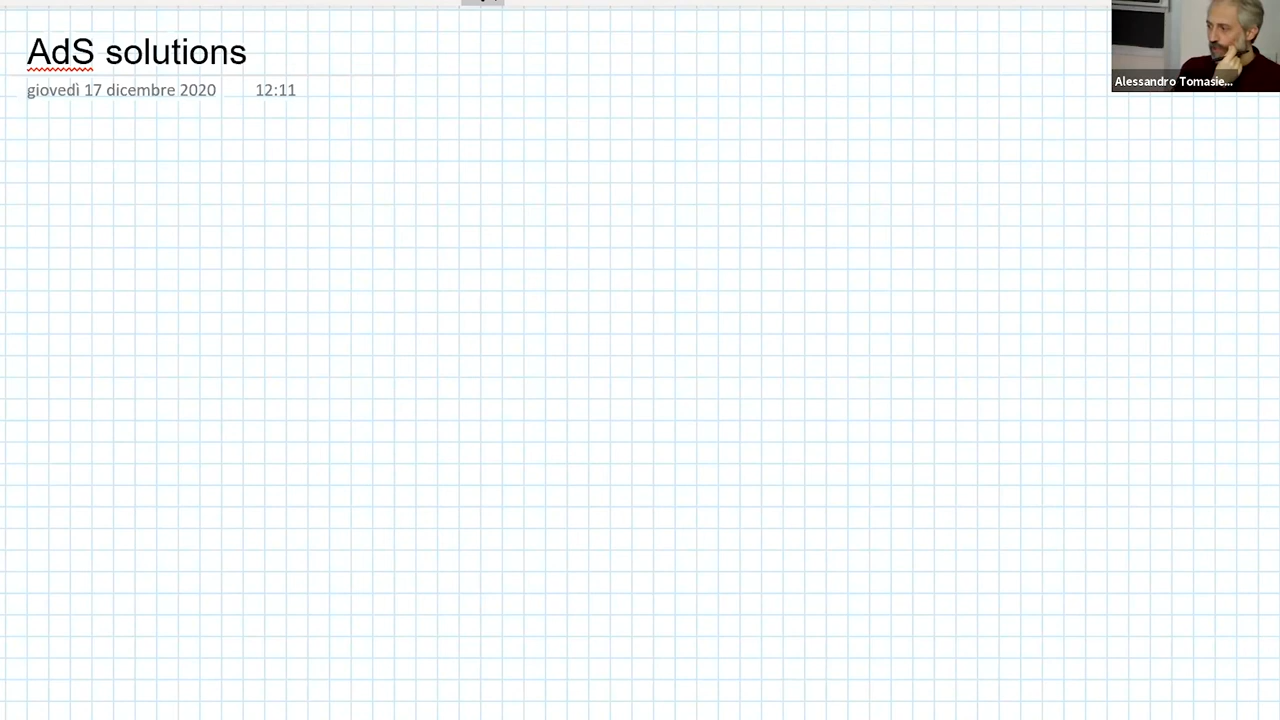 AdS solutions
giovedì 17 dicembre 2020 12:11
Alessandro Tomasie...